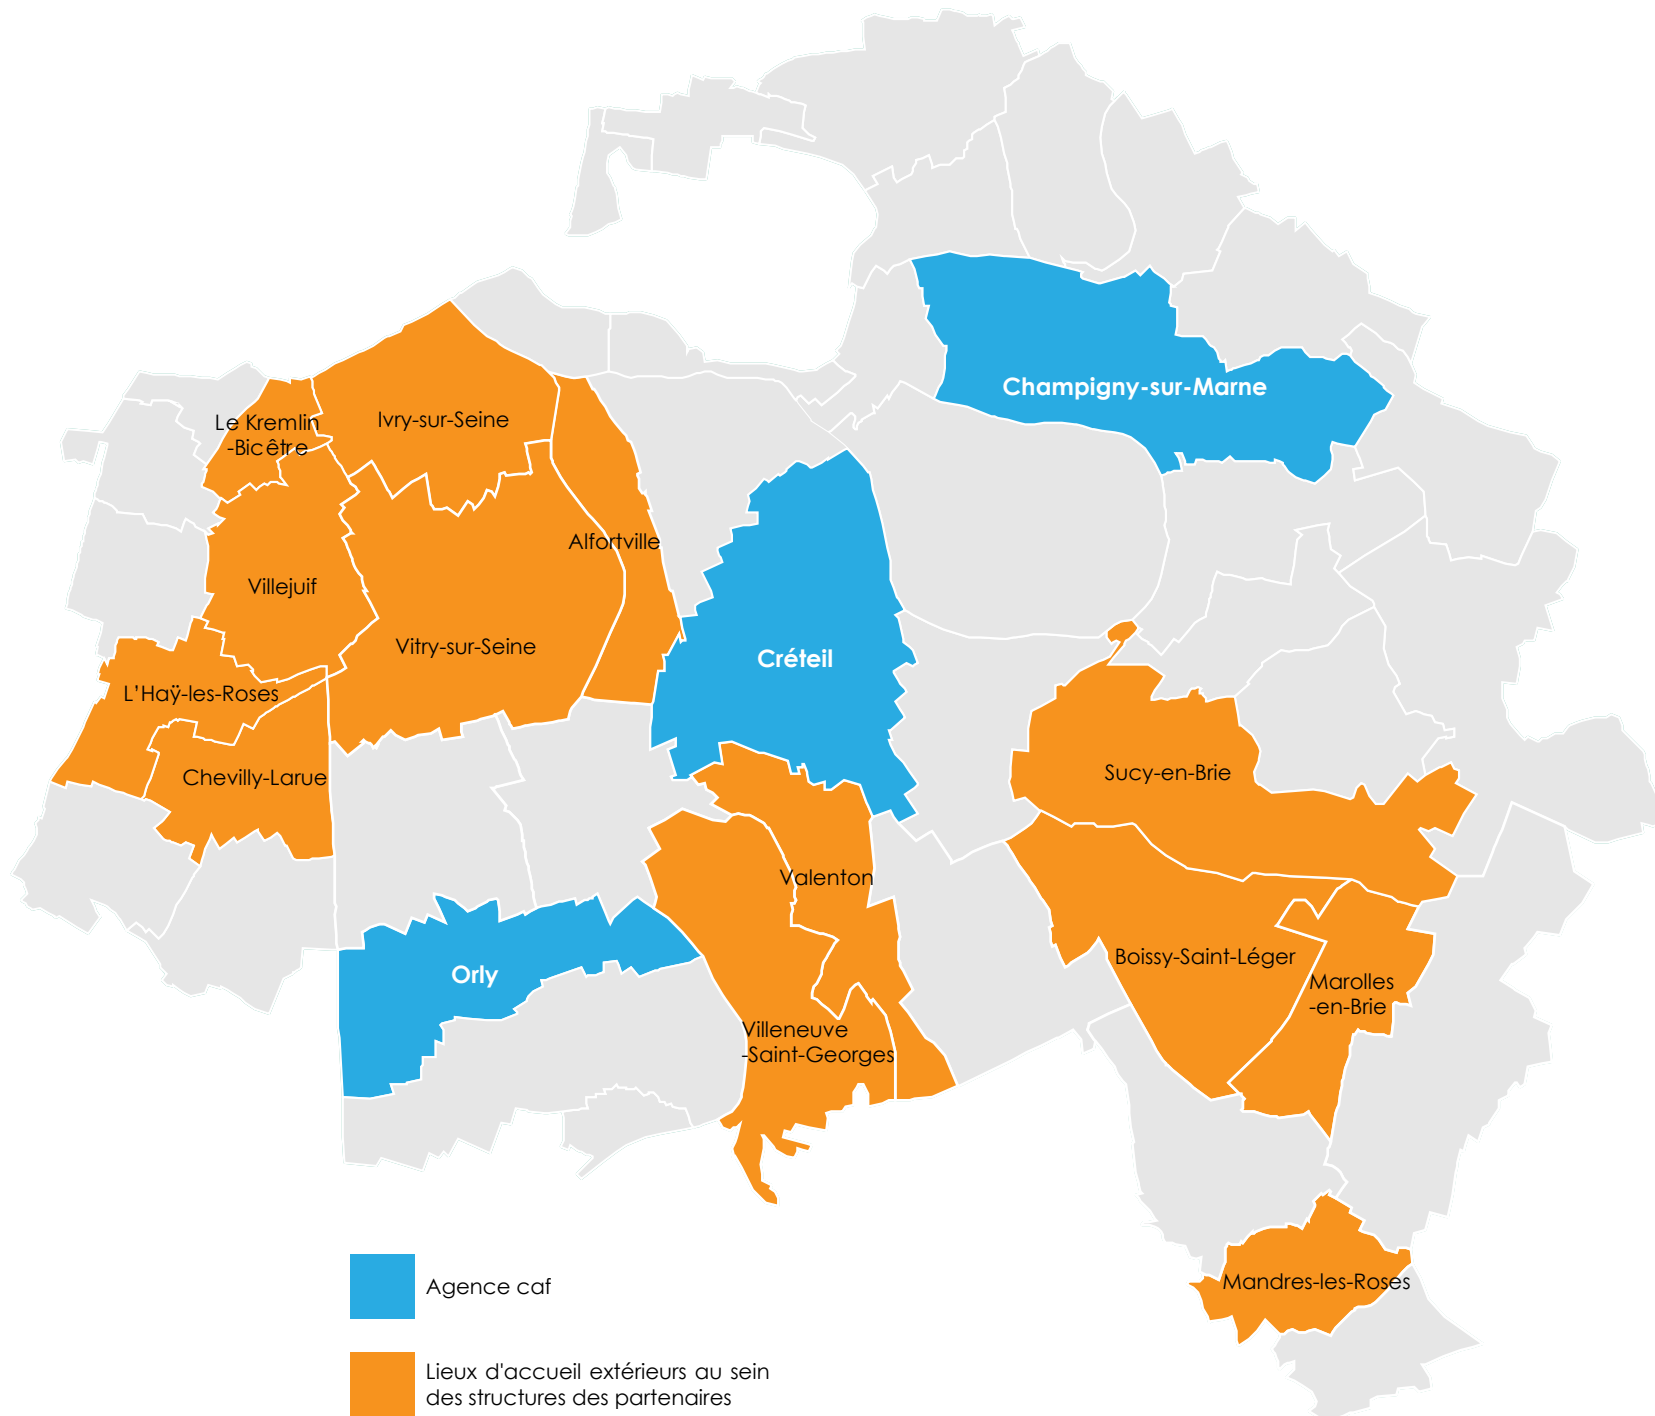 Champigny-sur-Marne
Le Kremlin
-Bicêtre
Ivry-sur-Seine
Alfortville
Villejuif
Vitry-sur-Seine
Créteil
L'Haÿ-les-Roses
Chevilly-Larue
Sucy-en-Brie
Valenton
Orly
Boissy-Saint-Léger
Marolles
-en-Brie
Villeneuve
-Saint-Georges
Mandres-les-Roses
Agence caf
Lieux d'accueil extérieurs au sein
des structures des partenaires